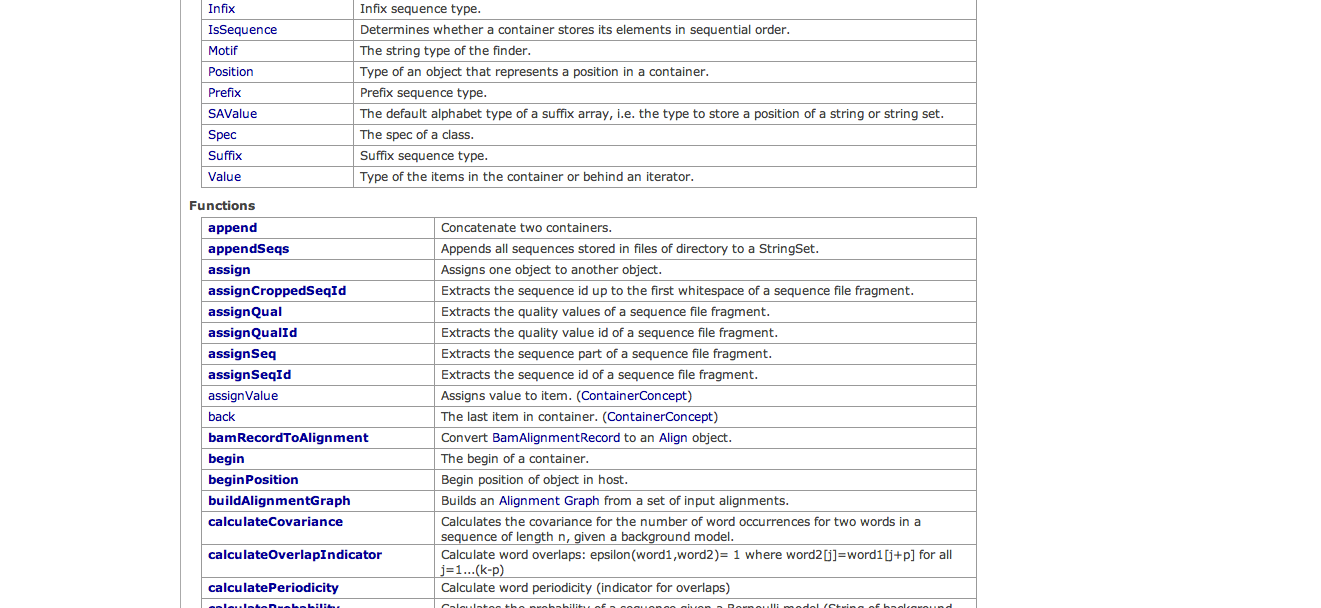 Infix Infix sequence type.
IsSequence Determines whether a container stores its elements in sequential order.
Motif The string type of the finder.
Position Type of an object that represents a position in a container.
Prefix Prefix sequence type.
SAValue The default alphabet type of a suffix array, i.e. the type to store a position of a string or string set.
Spec The spec of a class.
Suffix Suffix sequence type.
Value Type of the items in the container or behind an iterator.
Functions
append Concatenate two containers.
appendSeqs Appends all sequences stored in files of directory to a StringSet.
assign Assigns one object to another object.
assignCroppedSeqId Extracts the sequence id up to the first whitespace of a sequence file fragment.
assignQual Extracts the quality values of a sequence file fragment.
assignQualId Extracts the quality value id of a sequence file fragment.
assignSeq Extracts the sequence part of a sequence file fragment.
assignSeqId Extracts the sequence id of a sequence file fragment.
assignValue Assigns value to item. (ContainerConcept)
back The last item in container. (ContainerConcept)
bamRecordToAlignment Convert BamAlignmentRecord to an Align object.
begin The begin of a container.
beginPosition Begin position of object in host.
buildAlignmentGraph Builds an Alignment Graph from a set of input alignments.
calculateCovariance Calculates the covariance for the number of word occurrences for two words in a
sequence of length n, given a background model.
calculateOverlapIndicator Calculate word overlaps: epsilon(word1,word2)= 1 where word2[j]=word1[j+p] for all
j=1...(k-p)
calculatePeriodicity Calculate word periodicity (indicator for overlaps)
calculateProbability Calculates the probability of a sequence given a Bernoulli model (String of background